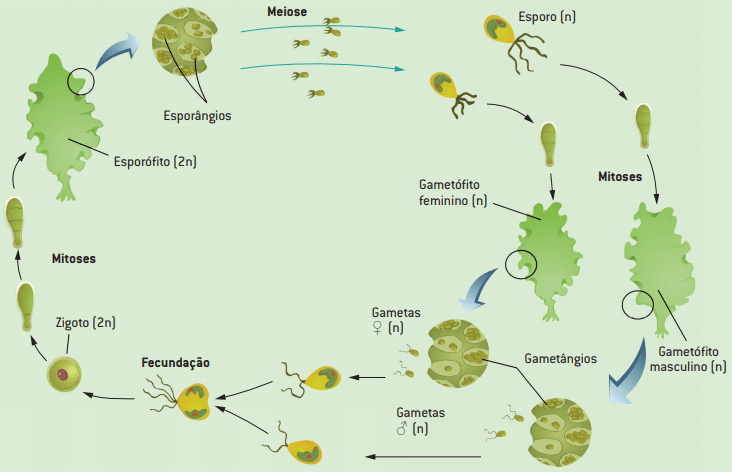 Meiose
Esporo (n)
Esporângios
Esporófito (2n)
Mitoses
Gametófito
feminino (n)
Mitoses
Gametas
♀ (n)
Zigoto (2n)
Fecundação
Gametângios
Gametófito
masculino (n)
Gametas
♂ (n)